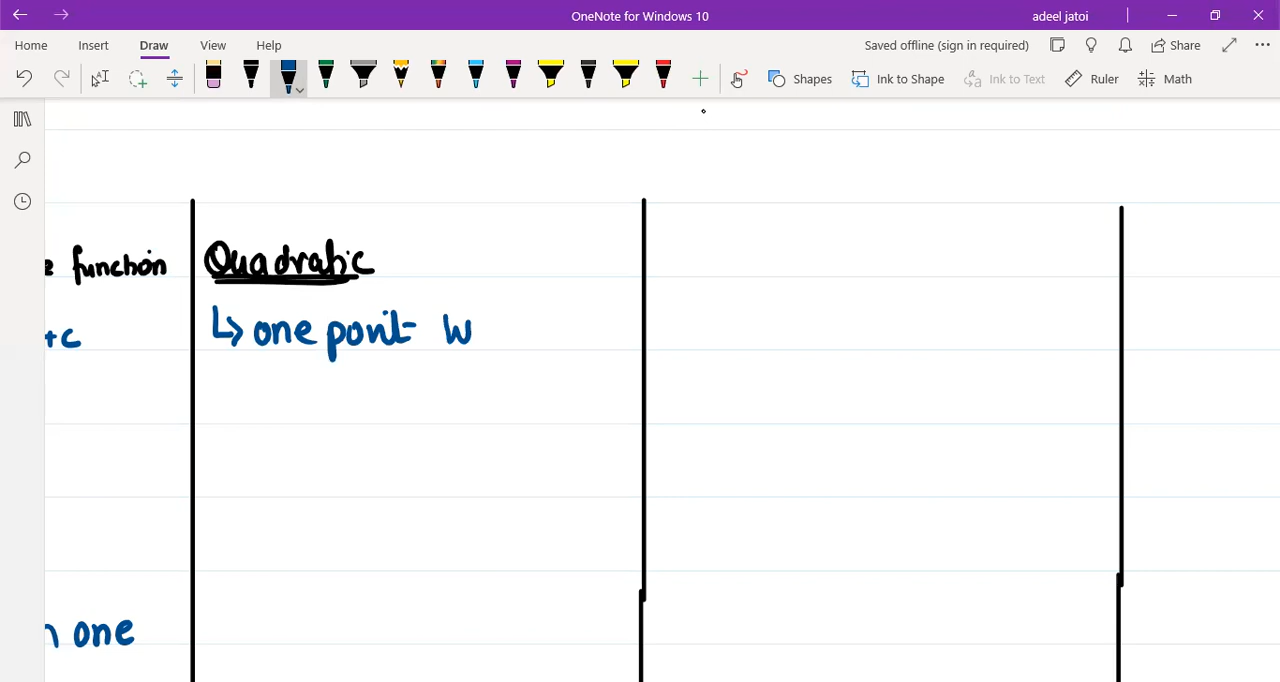 OneNote for Windows 10
adeel jatoi
Home Insert Draw View Help
Saved offline (sign in required)
Share
Shapes
Ink to Shape
Ink to Text
Ruler
Math
function
Quadratic
+c
↳ one point w
one